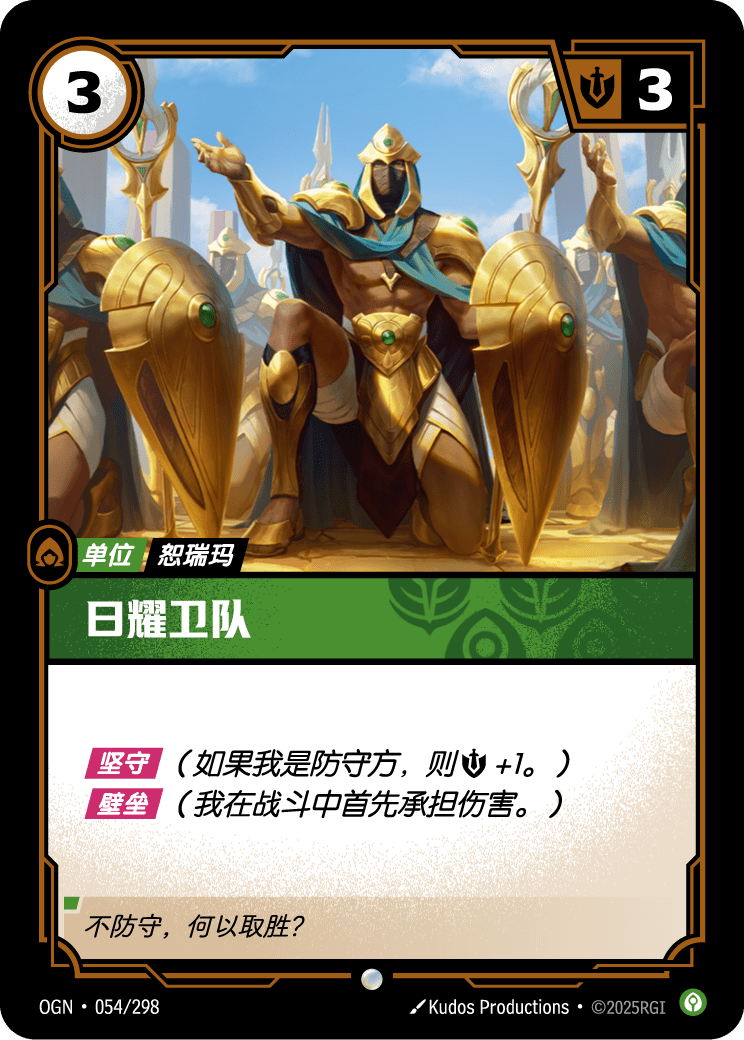 3
3
单位 恕瑞玛
日耀卫队
坚守（如果我是防守方，则 +1。）
壁垒（我在战斗中首先承担伤害。）
不防守，何以取胜？
OGN • 054/298
Kudos Productions • ©2025RGI